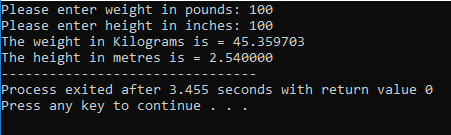 Please enter weight in pounds: 100
Please enter height in inches: 100
The weight in Kilograms is = 45.359703
The height in metres is = 2.540000
--------------------------------
Process exited after 3.455 seconds with return value 0
Press any key to continue . . .